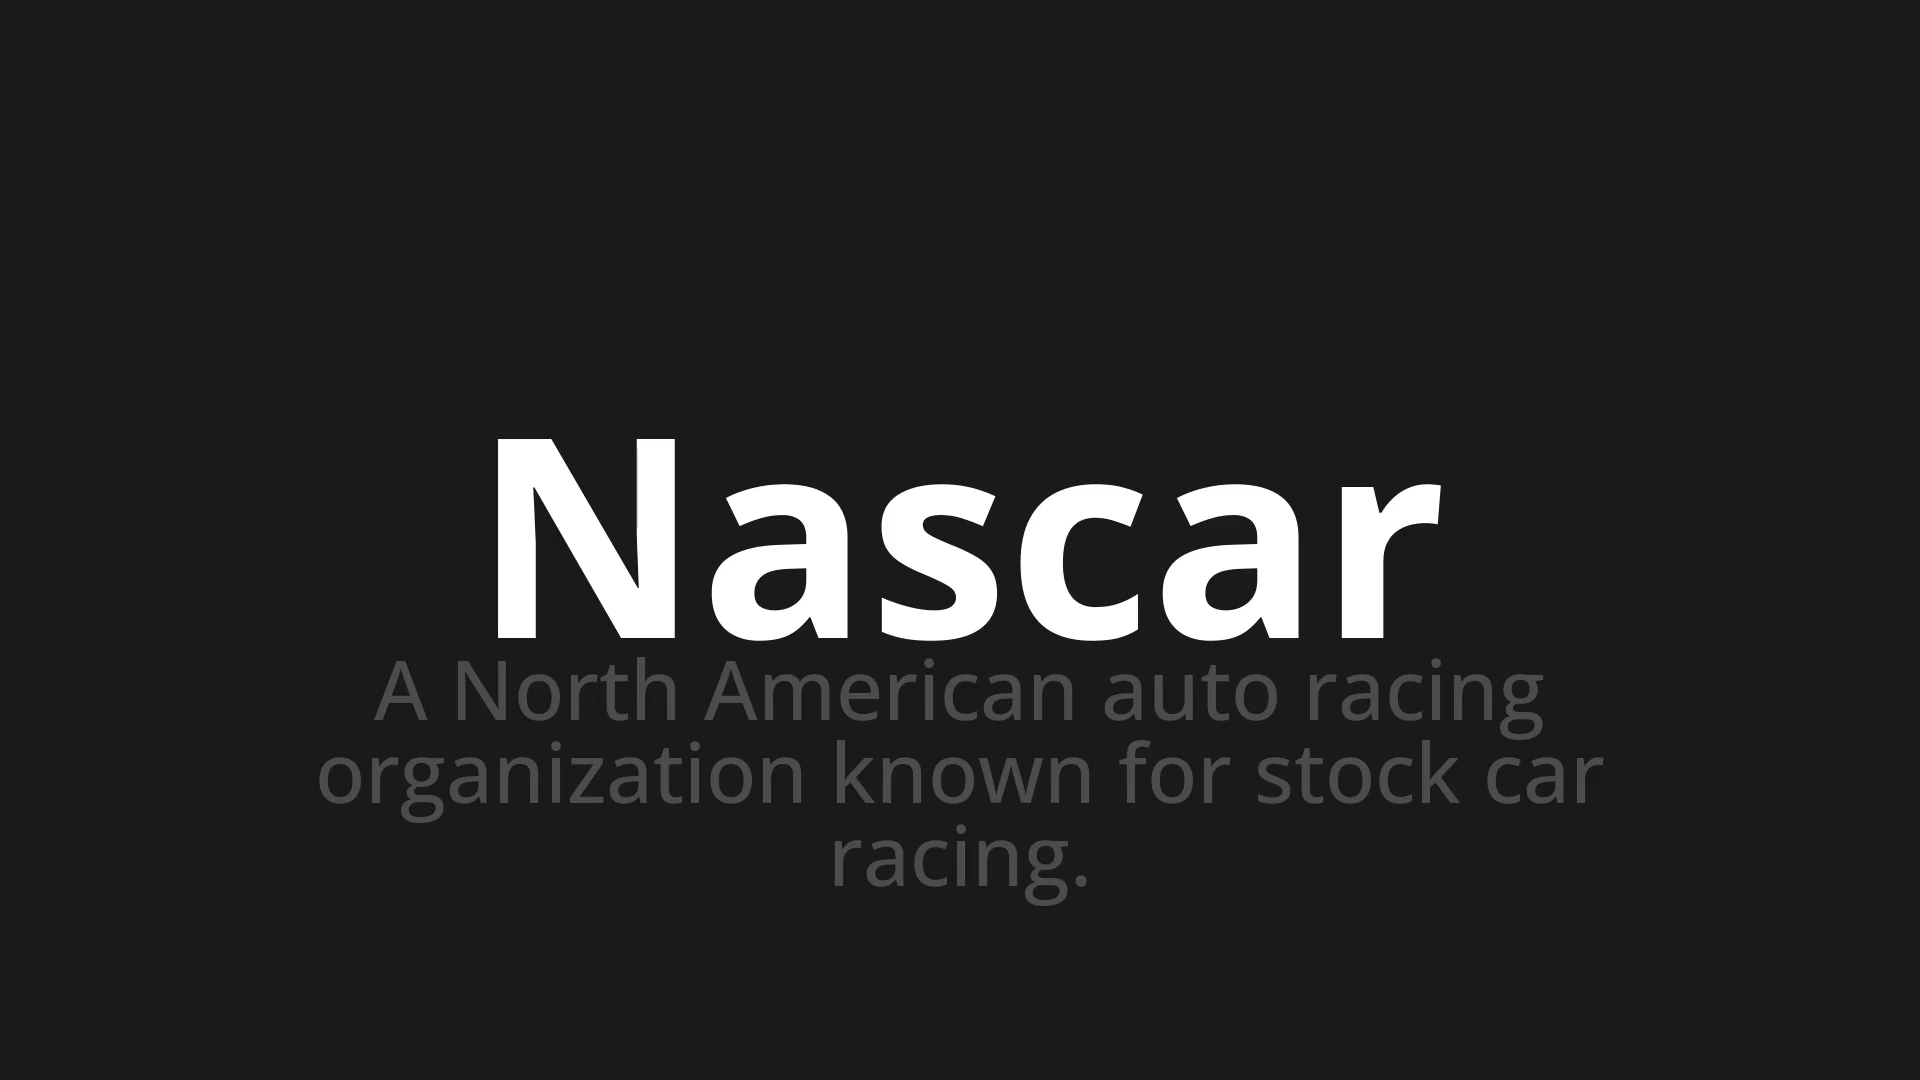 Nascar
A North American auto racing
organization known for stock car
racing.